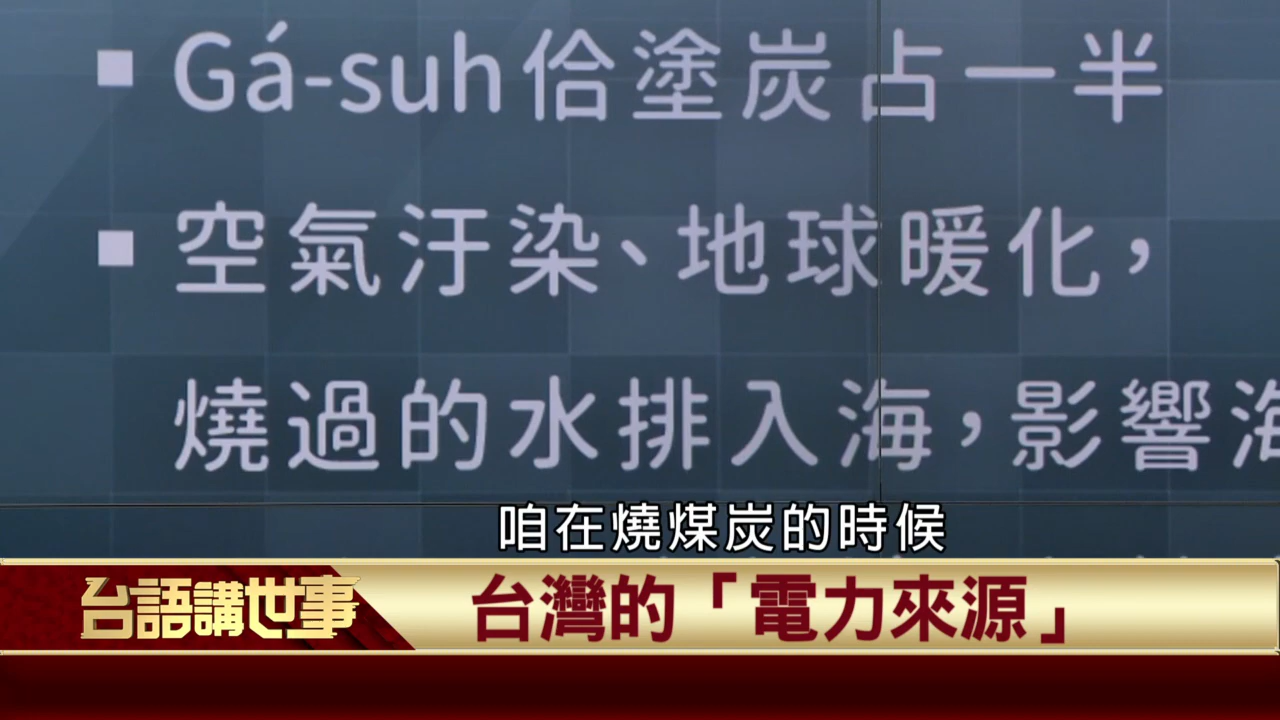 ▪ Gá-suh佮塗炭占一半
▪ 空氣汙染、地球暖化，
燒過的水排入海，影響海
咱在燒煤炭的時候
台語講世事
台灣的「電力來源」